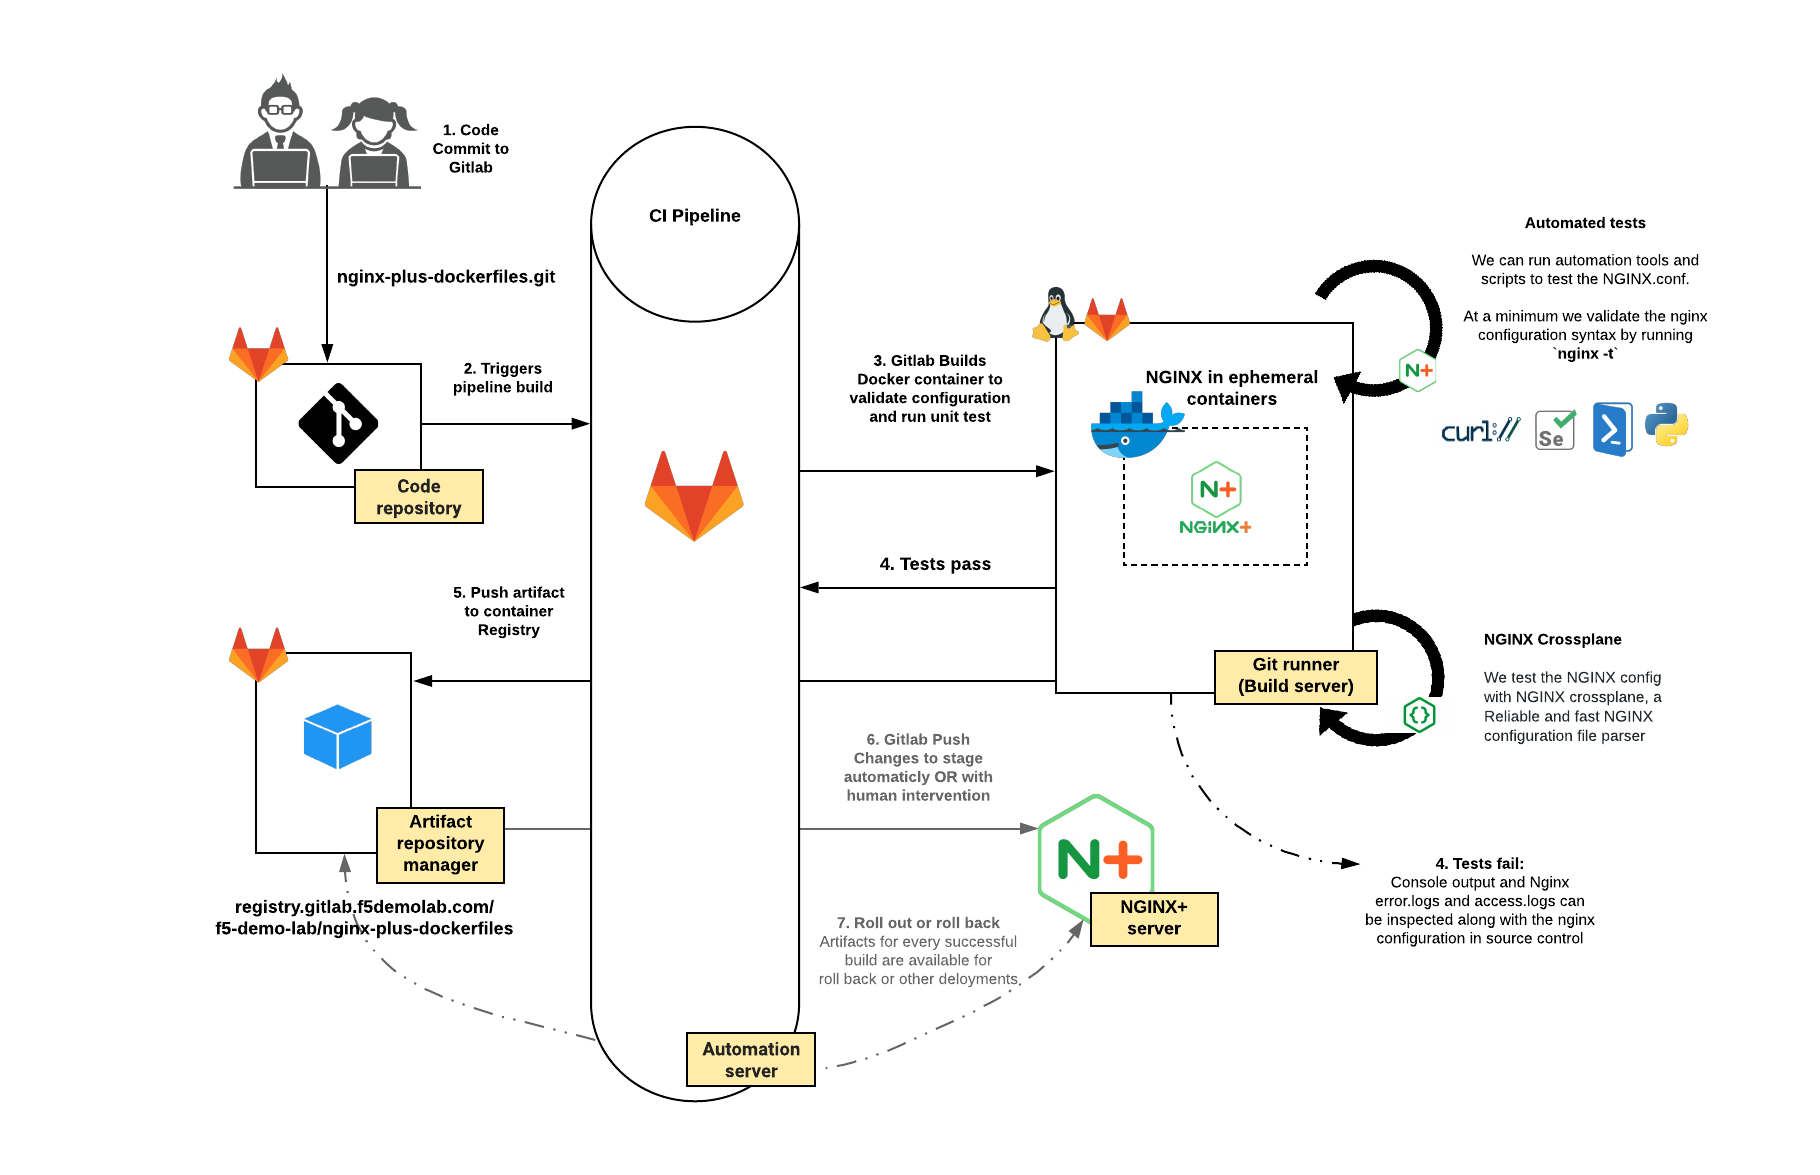 1. Code
Commit to
Gitlab
nginx-plus-dockerfiles.git
CI Pipeline
2. Triggers
pipeline build
Code
repository
3. Gitlab Builds
Docker container to
validate configuration
and run unit test
NGINX in ephemeral
containers
N+
NGINX+
Automated tests
We can run automation tools and
scripts to test the NGINX.conf.
At a minimum we validate the nginx
configuration syntax by running
`nginx -t`
N+
curl://
Se
4. Tests pass
5. Push artifact
to container
Registry
Git runner
(Build server)
NGINX Crossplane
We test the NGINX config
with NGINX crossplane, a
Reliable and fast NGINX
configuration file parser
{}
6. Gitlab Push
Changes to stage
automaticly OR with
human intervention
Artifact
repository
manager
registry.gitlab.f5demolab.com/
f5-demo-lab/nginx-plus-dockerfiles
N+
NGINX+
server
4. Tests fail:
Console output and Nginx
error.logs and access.logs can
be inspected along with the nginx
configuration in source control
7. Roll out or roll back
Artifacts for every successful
build are available for
roll back or other deloyments.
Automation
server